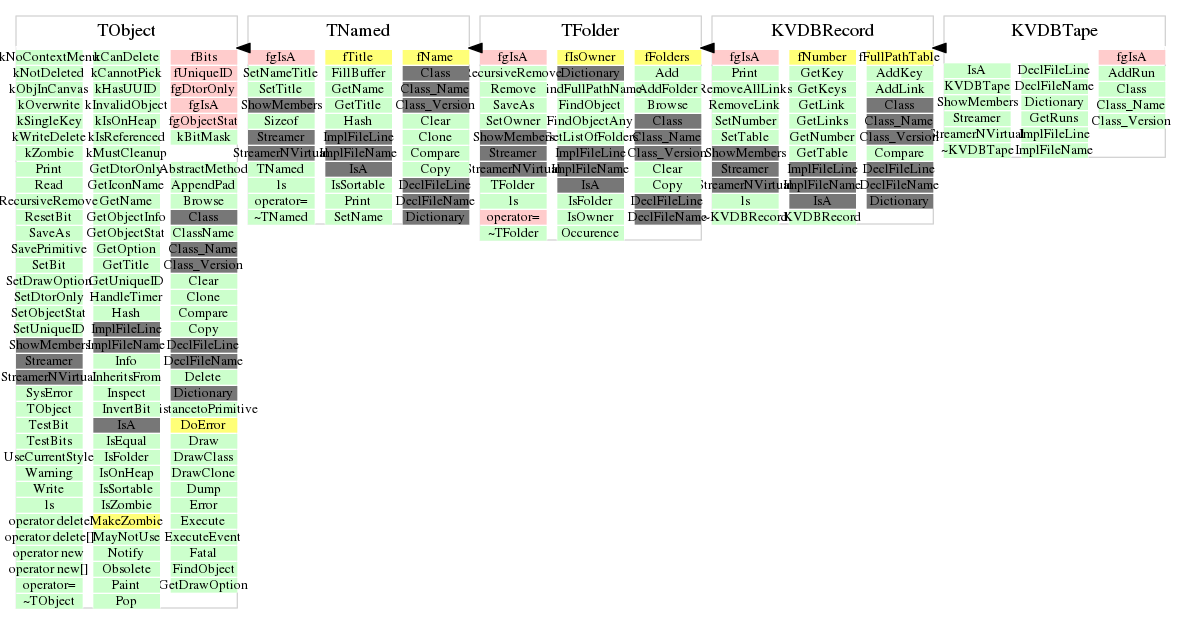 TObject
TNamed
TFolder
KVDBRecord
KVDBTape
kNoContextMenu kCanDelete fBits
kNotDeleted kCannotPick fUniqueID
kObjInCanvas kHasUUID fgDtorOnly
kOverwrite kInvalidObject fgIsA
kSingleKey kIsOnHeap fgObjectStat
kWriteDelete kIsReferenced kBitMask
kZombie kMustCleanup
Print GetDtorOnly AbstractMethod
Read GetIconName AppendPad
RecursiveRemove GetName Browse
ResetBit GetObjectInfo Class
SaveAs GetObjectStat ClassName
SavePrimitive GetOption Class_Name
SetBit GetTitle Class_Version
SetDrawOption GetUniqueID Clear
SetDtorOnly HandleTimer Clone
SetObjectStat Hash Compare
SetUniqueID ImplFileLine Copy
ShowMembers ImplFileName DeclFileLine
Streamer Info DeclFileName
StreamerNVirtual InheritsFrom Delete
SysError Inspect Dictionary
TObject InvertBit istancetoPrimitive
TestBit IsA DoError
TestBits IsEqual Draw
UseCurrentStyle IsFolder DrawClass
Warning IsOnHeap DrawClone
Write IsSortable Dump
ls IsZombie Error
operator delete MakeZombie Execute
operator delete[] MayNotUse ExecuteEvent
operator new Notify Fatal
operator new[] Obsolete FindObject
operator= Paint GetDrawOption
~TObject Pop
fgIsA fTitle fName
SetNameTitle FillBuffer Class
SetTitle GetName Class_Name
ShowMembers GetTitle Class_Version
Sizeof Hash Clear
Streamer ImplFileLine Clone
StreamerNVirtual ImplFileName Compare
TNamed IsA Copy
ls IsSortable DeclFileLine
operator= Print DeclFileName
~TNamed SetName Dictionary
fgIsA fIsOwner fFolders
RecursiveRemove Dictionary Add
Remove indFullPathName AddFolder
SaveAs FindObject Browse
SetOwner FindObjectAny Class
ShowMembers GetListOfFolders Class_Name
Streamer ImplFileLine Class_Version
StreamerNVirtual ImplFileName Clear
TFolder IsA Copy
ls IsFolder DeclFileLine
operator= IsOwner DeclFileName
~TFolder Occurence
fgIsA fNumber fFullPathTable
Print GetKey AddKey
RemoveAllLinks GetKeys AddLink
RemoveLink GetLink Class
SetNumber GetLinks Class_Name
SetTable GetNumber Class_Version
ShowMembers GetTable Compare
Streamer ImplFileLine DeclFileLine
StreamerNVirtual ImplFileName DeclFileName
ls IsA Dictionary
~KVDBRecord KVDBRecord
IsA DeclFileLine fgIsA
KVDBTape DeclFileName AddRun
ShowMembers Dictionary Class
Streamer GetRuns Class_Name
StreamerNVirtual ImplFileLine Class_Version
~KVDBTape ImplFileName